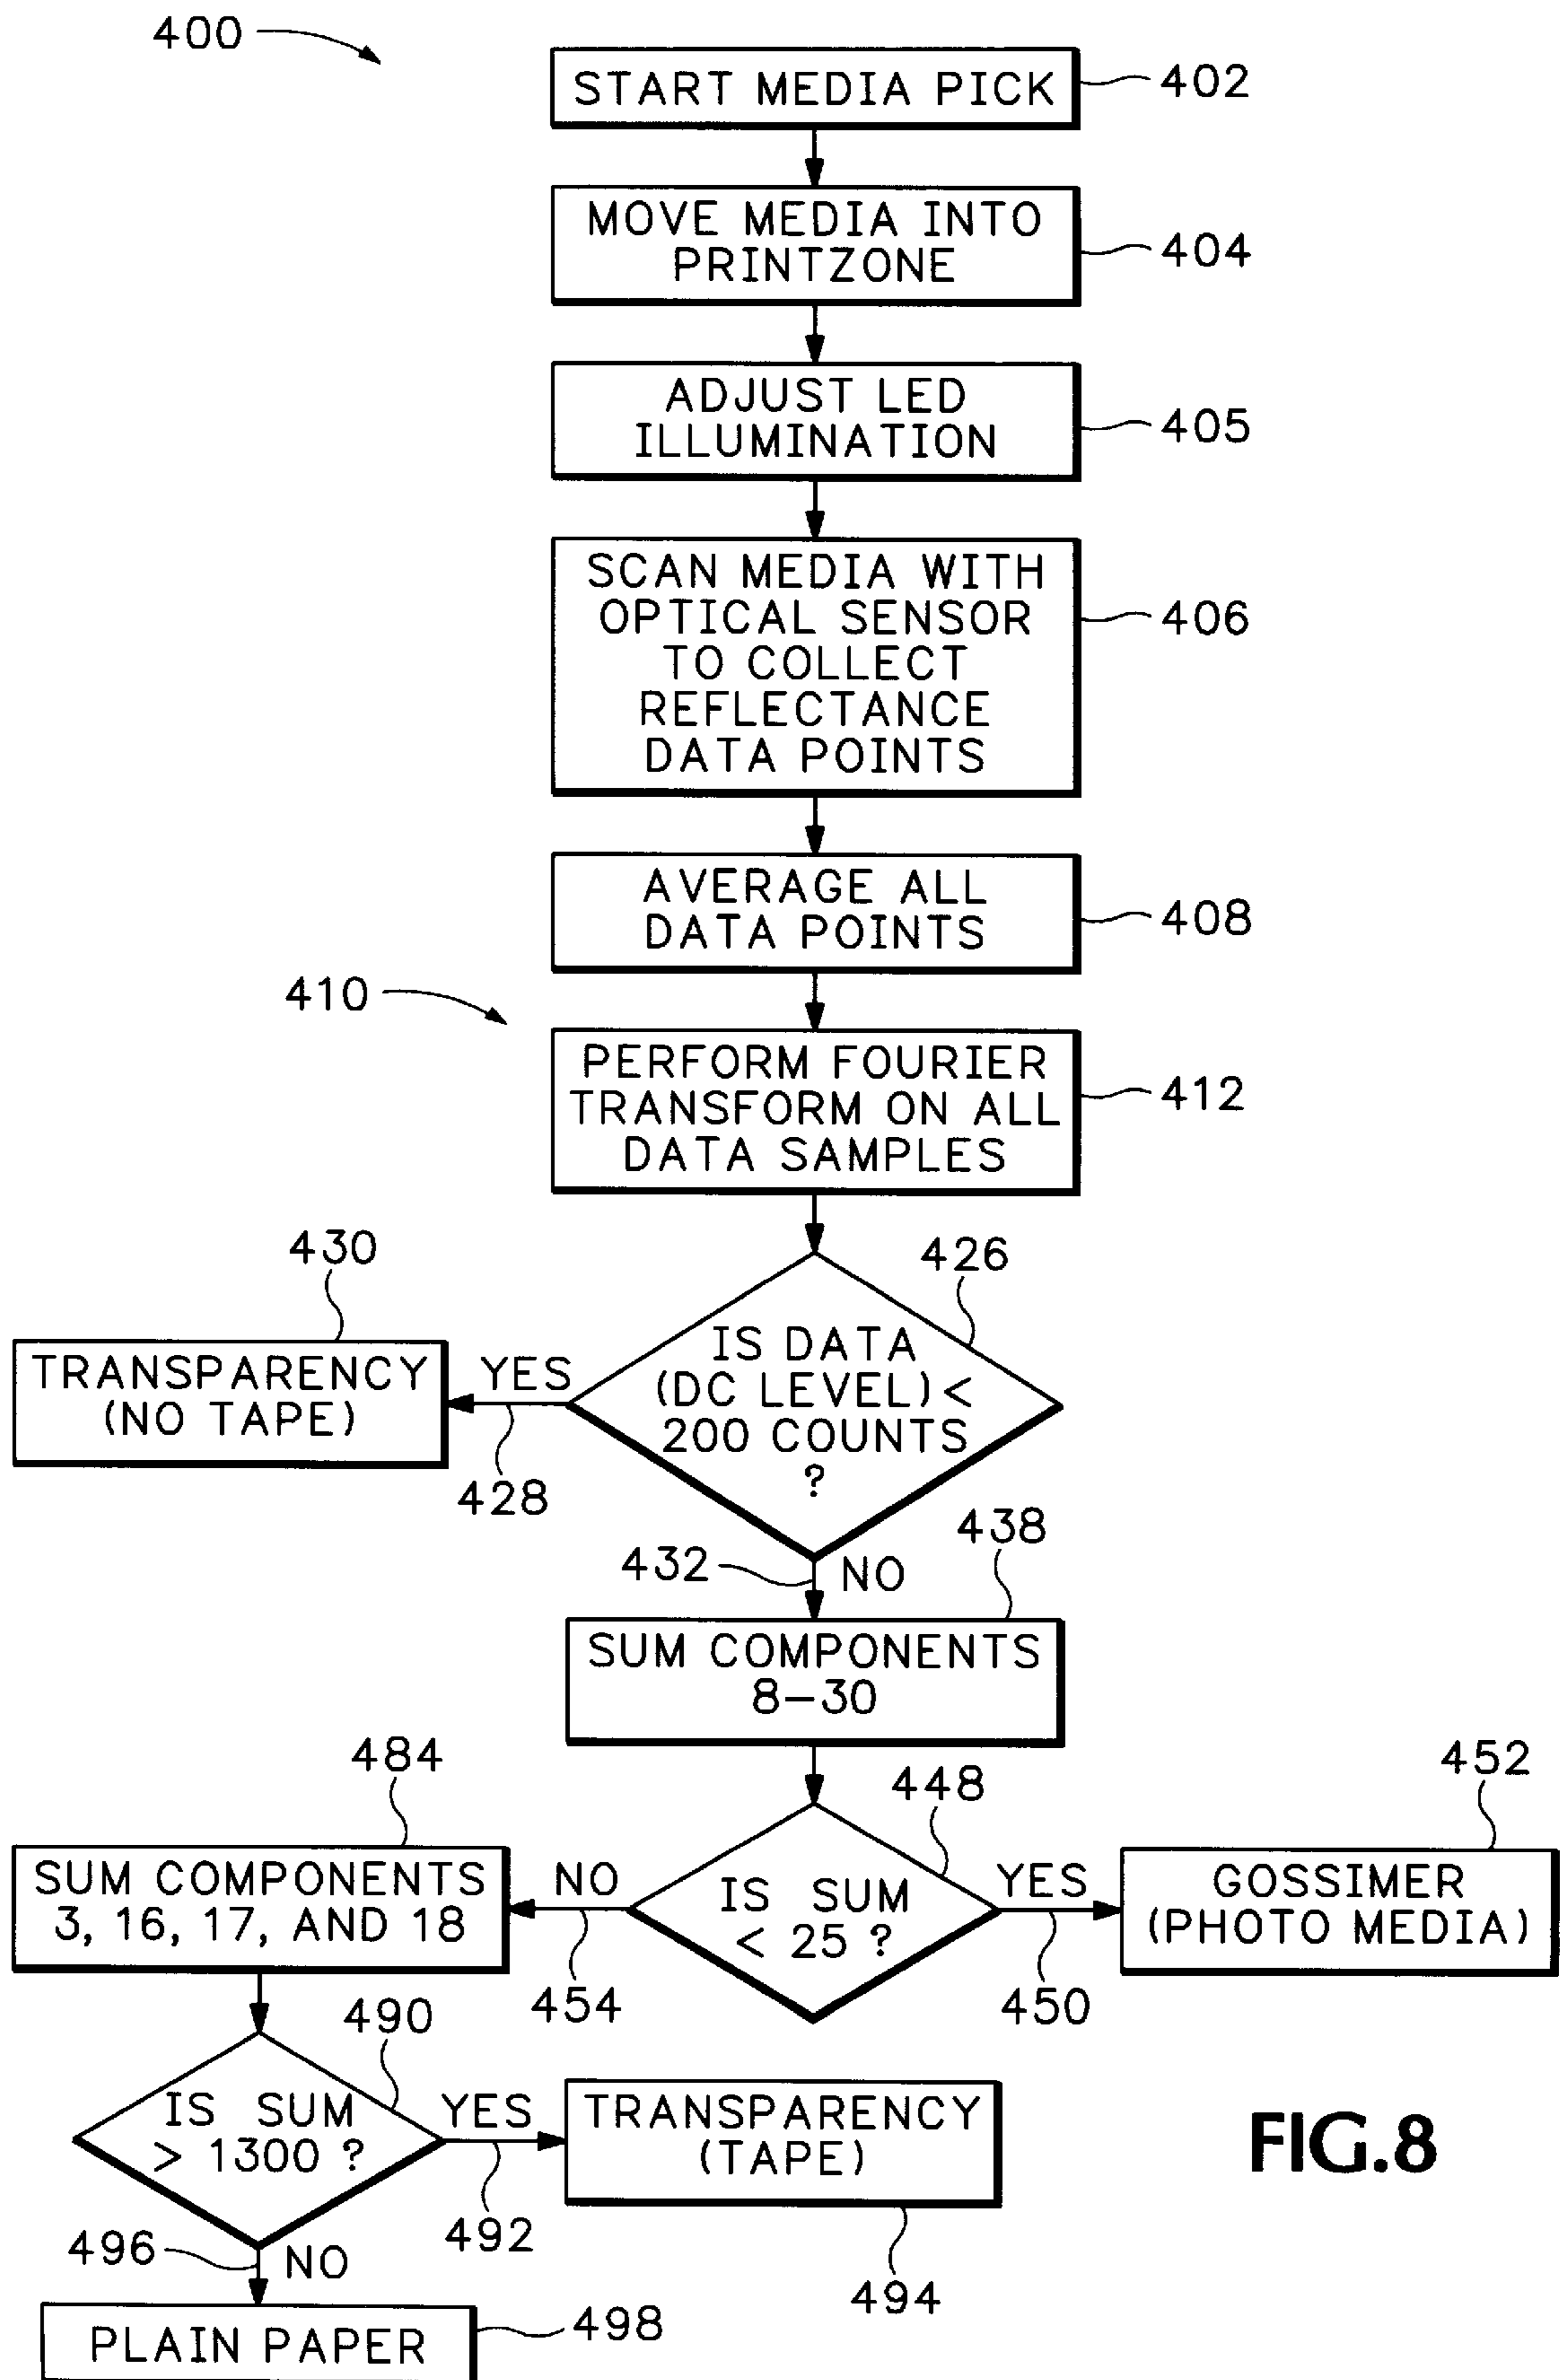 400
START MEDIA PICK
402
MOVE MEDIA INTO
PRINTZONE
404
ADJUST LED
ILLUMINATION
405
SCAN MEDIA WITH
OPTICAL SENSOR
TO COLLECT
REFLECTANCE
DATA POINTS
406
AVERAGE ALL
DATA POINTS
408
410
PERFORM FOURIER
TRANSFORM ON ALL
DATA SAMPLES
412
430
426
TRANSPARENCY
(NO TAPE)
YES
428
IS DATA
(DC LEVEL) <
200 COUNTS
?
432
NO
438
SUM COMPONENTS
8-30
484
448
452
SUM COMPONENTS
3, 16, 17, AND 18
NO
454
IS SUM
< 25 ?
YES
450
GOSSIMER
(PHOTO MEDIA)
490
IS SUM
> 1300 ?
YES
492
TRANSPARENCY
(TAPE)
494
FIG.8
496
NO
PLAIN PAPER
498